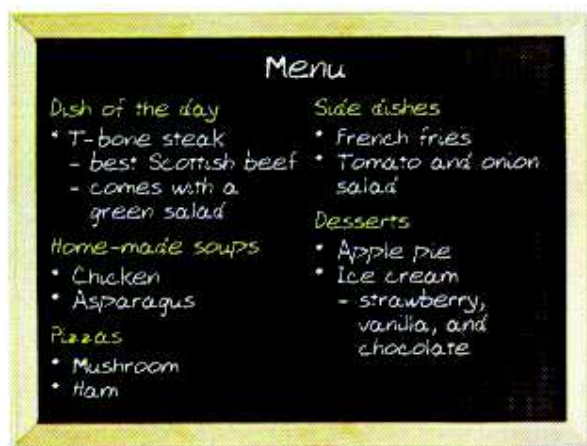 Menu
Dish of the day
* T-bone steak
- best Scottish beef
- comes with a
green salad
Home-made soups
* Chicken
* Asparagus
Pizzas
* Mushroom
* Ham
Side dishes
* French fries
* Tomato and onion
salad
Desserts
* Apple pie
* Ice cream
- strawberry,
vanilla, and
chocolate